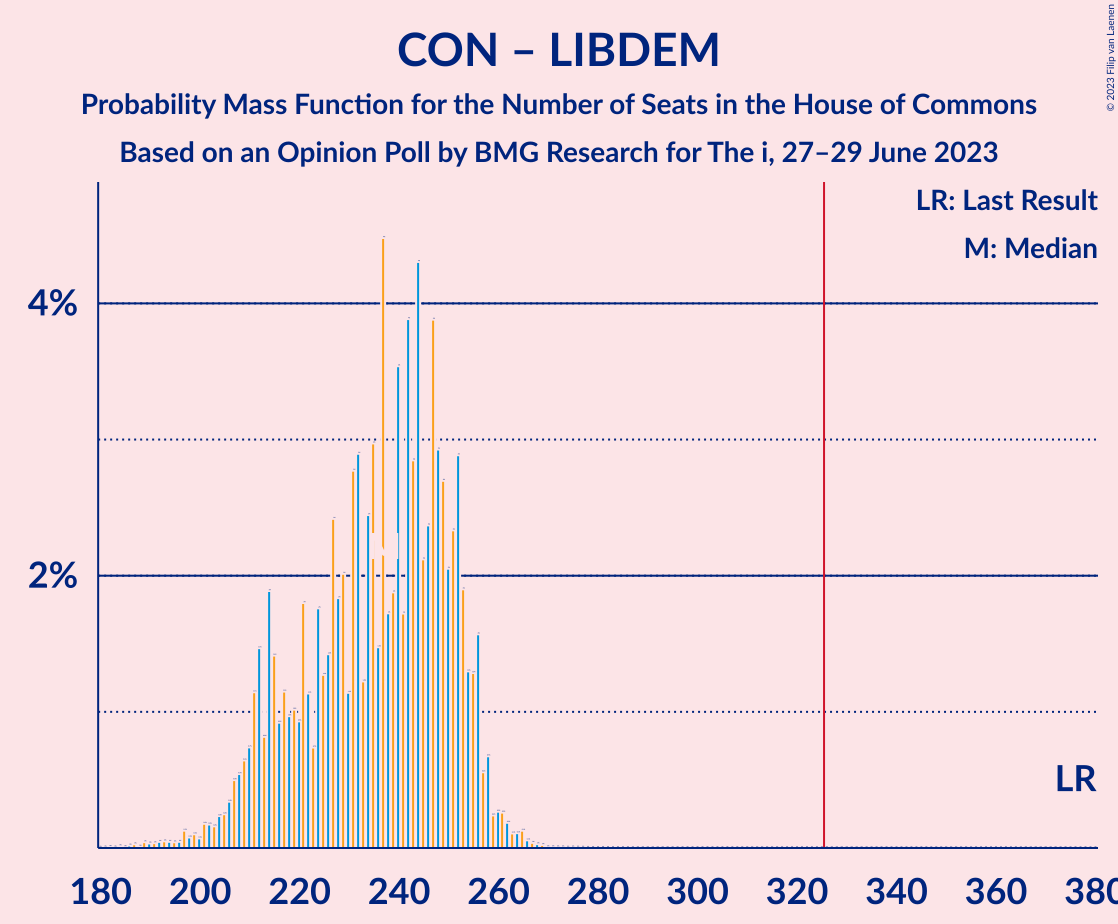 CON – LIBDEM
Probability Mass Function for the Number of Seats in the House of Commons
Based on an Opinion Poll by BMG Research for The i, 27–29 June 2023
© 2023 Filip van Laenen
LR: Last Result
M: Median
4%
2%
LR
180 200 220 240 260 280 300 320 340 360 380